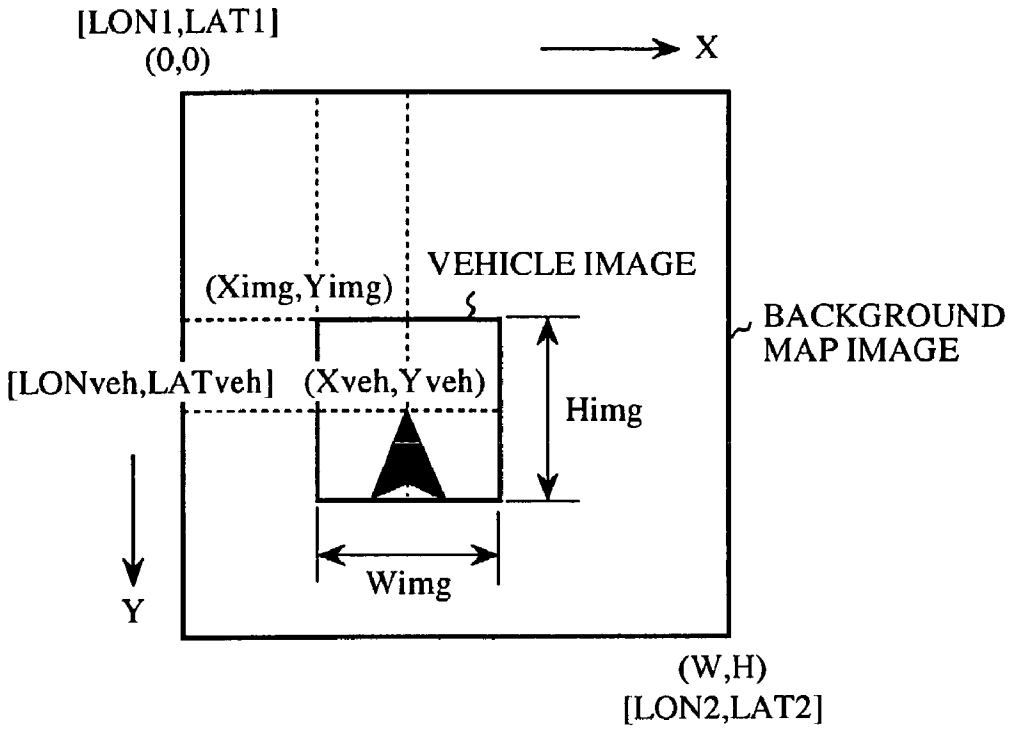 [LON1,LAT1]
(0,0)
X
VEHICLE IMAGE
(Ximg,Yimg)
BACKGROUND
MAP IMAGE
[LONveh,LATveh]
(Xveh,Yveh)
Himg
Wimg
Y
(W,H)
[LON2,LAT2]